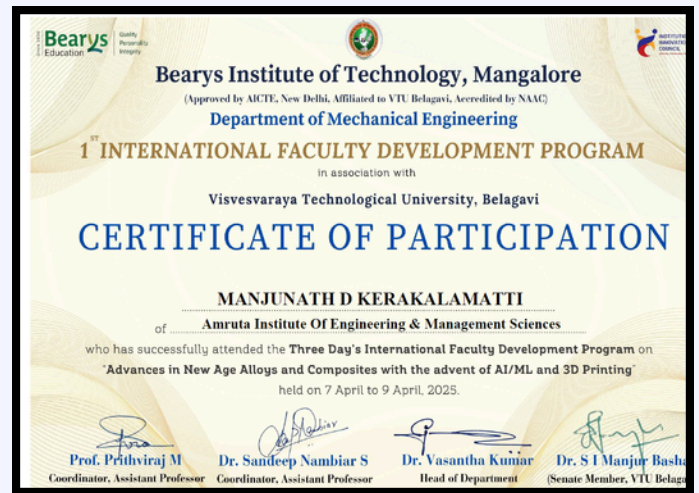 Bearys
Education
Quality
Personality
Integrity
INSTITUTION
INNOVATION
COUNCIL
Bearys Institute of Technology, Mangalore
(Approved by AICTE, New Delhi, Affiliated to VTU Belagavi, Accredited by NAAC)
Department of Mechanical Engineering
1ST INTERNATIONAL FACULTY DEVELOPMENT PROGRAM
in association with
Visvesvaraya Technological University, Belagavi
CERTIFICATE OF PARTICIPATION
MANJUNATH D KERAKALAMATTI
of Amruta Institute Of Engineering & Management Sciences
who has successfully attended the Three Day's International Faculty Development Program on
"Advances in New Age Alloys and Composites with the advent of AI/ML and 3D Printing"
held on 7 April to 9 April, 2025.
Prof. Prithviraj M Dr. Sandeep Nambiar S Dr. Vasantha Kumar Dr. S I Manjur Basha
Coordinator, Assistant Professor Coordinator, Assistant Professor Head of Department (Senate Member, VTU Belaga